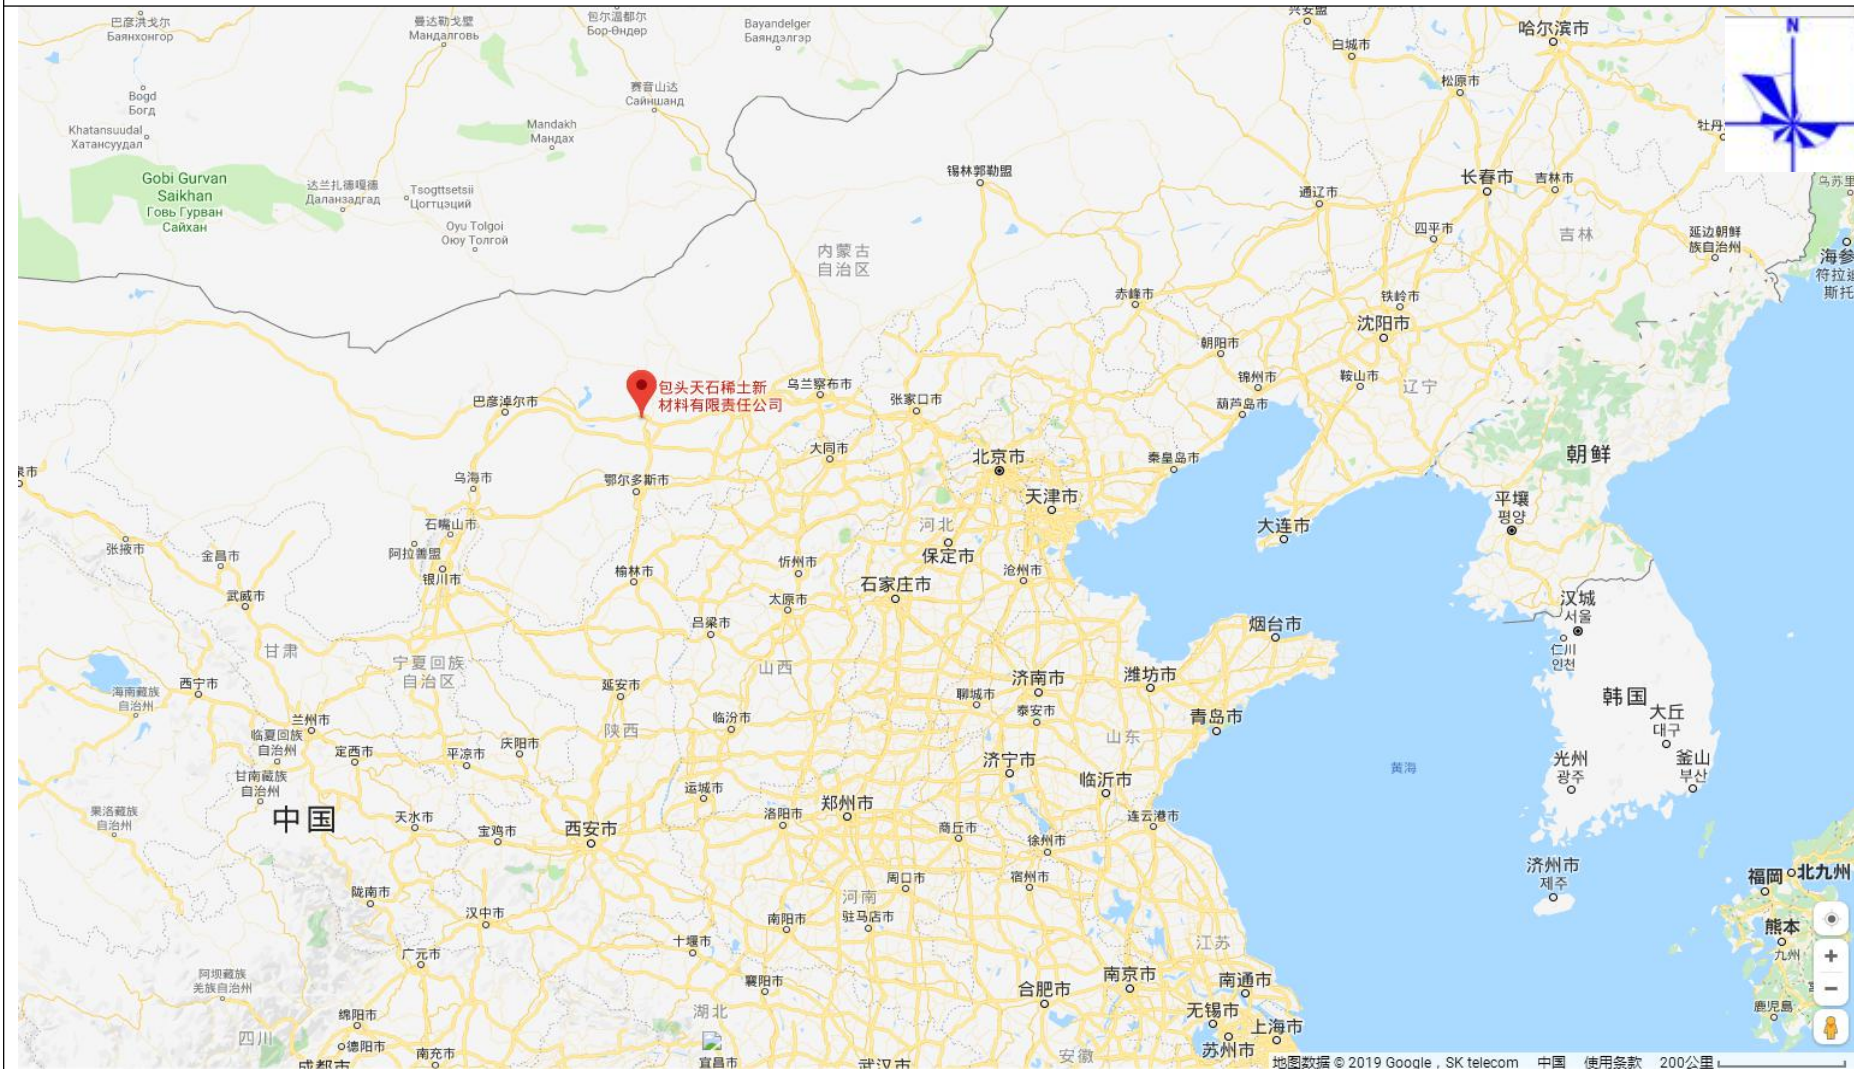 巴彦洪戈尔
Баянхонгор
曼达勒戈壁
Мандалговь
包尔温都尔
Бор-Өндөр
Bayandelger
Баяндэлгэр
兴安盟
哈尔滨市
白城市
N
Bogd
Богд
赛音山达
Сайншанд
松原市
Khatansuudal
Хатансуудал
Mandakh
Мандах
牡丹
Gobi Gurvan
Saikhan
Говь Гурван
Сайхан
达兰扎德嘎德
Даланзадгад
Tsogttsetsii
Цогтцэций
锡林郭勒盟
通辽市
长春市
吉林市
乌苏里
Oyu Tolgoi
Оюу Толгой
四平市
吉林
延边朝鲜
族自治州
内蒙古
自治区
海参
符拉迪
斯托
赤峰市
铁岭市
沈阳市
朝阳市
包头天石稀土新
材料有限责任公司
乌兰察布市
巴彦淖尔市
张家口市
锦州市
鞍山市
辽宁
葫芦岛市
大同市
北京市
秦皇岛市
朝鲜
乌海市
鄂尔多斯市
天津市
平壤
평양
石嘴山市
河北
大连市
张掖市
金昌市
阿拉善盟
银川市
榆林市
忻州市
保定市
沧州市
武威市
太原市
石家庄市
汉城
서울
吕梁市
烟台市
仁川
인천
甘肃
宁夏回族
自治区
山西
海南藏族
自治州
西宁市
延安市
聊城市
济南市
潍坊市
韩国
兰州市
临夏回族
自治州
陕西
临汾市
泰安市
青岛市
大丘
대구
定西市
平凉市
庆阳市
山东
甘南藏族
自治州
济宁市
临沂市
黄海
光州
광주
釜山
부산
果洛藏族
自治州
中国
天水市
宝鸡市
西安市
运城市
洛阳市
郑州市
商丘市
徐州市
连云港市
陇南市
汉中市
河南
周口市
宿州市
济州市
제주
福冈
北九州
南阳市
驻马店市
熊本
九州
广元市
十堰市
江苏
阿坝藏族
羌族自治州
襄阳市
合肥市
南京市
南通市
绵阳市
湖北
无锡市
鹿児島
四川
德阳市
上海市
成都市
南充市
宜昌市
武汉市
安徽
苏州市
地图数据 © 2019 Google，SK telecom 中国 使用条款 200公里